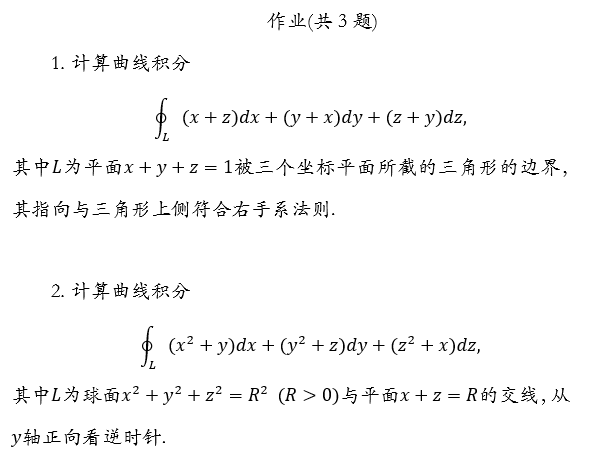 作业(共 3 题)
1. 计算曲线积分
∮_L (x + z)dx + (y + x)dy + (z + y)dz,
其中L为平面x + y + z = 1被三个坐标平面所截的三角形的边界,
其指向与三角形上侧符合右手系法则.
2. 计算曲线积分
∮_L (x² + y)dx + (y² + z)dy + (z² + x)dz,
其中L为球面x² + y² + z² = R² (R > 0)与平面x + z = R的交线, 从
y轴正向看逆时针.